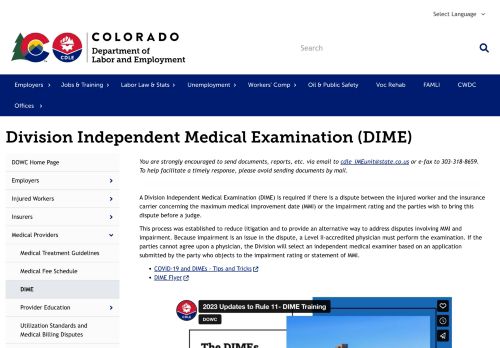 Select Language
COLORADO
Department of
Labor and Employment
CDLE
Search
Employers
Jobs & Training
Labor Law & Stats
Unemployment
Workers' Comp
Oil & Public Safety
Voc Rehab
FAMLI
CWDC
Offices
Division Independent Medical Examination (DIME)
DOWC Home Page
Employers
Injured Workers
Insurers
Medical Providers
Medical Treatment Guidelines
Medical Fee Schedule
DIME
Provider Education
Utilization Standards and
Medical Billing Disputes
You are strongly encouraged to send documents, reports, etc. via email to cdle_IMEunit@state.co.us or e-fax to 303-318-8659.
To help facilitate a timely response, please avoid sending documents by mail.
A Division Independent Medical Examination (DIME) is required if there is a dispute between the injured worker and the insurance
carrier concerning the maximum medical improvement date (MMI) or the impairment rating and the parties wish to bring this
dispute before a judge.
This process was established to reduce litigation and to provide an alternative way to address disputes involving MMI and
impairment. Because impairment is an issue in the dispute, a Level II-accredited physician must perform the examination. If the
parties cannot agree upon a physician, the Division will select an independent medical examiner based on an application
submitted by the party who objects to the impairment rating or statement of MMI.
COVID-19 and DIMEs - Tips and Tricks
DIME Flyer
CDLE
2023 Updates to Rule 11- DIME Training
DOWC
The DIMEs